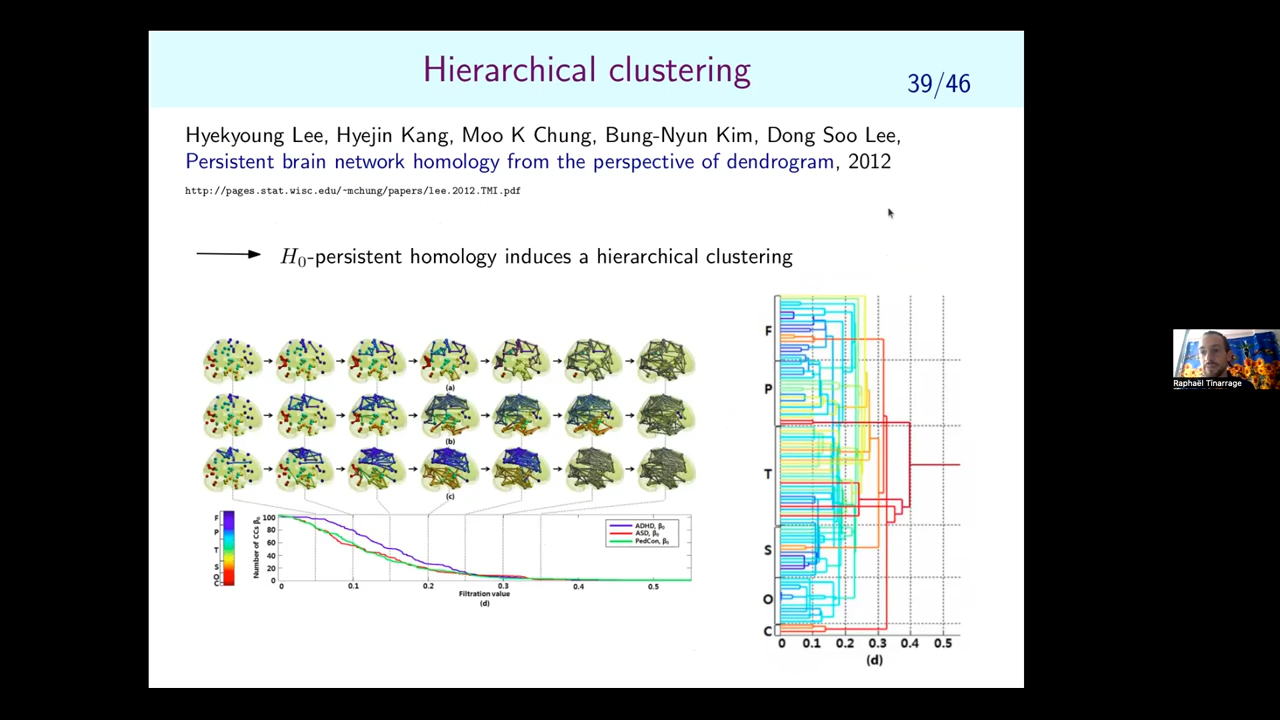 Hierarchical clustering
39/46
Hyekyoung Lee, Hyejin Kang, Moo K Chung, Bung-Nyun Kim, Dong Soo Lee,
Persistent brain network homology from the perspective of dendrogram, 2012
http://pages.stat.wisc.edu/~mchung/papers/lee.2012.TMI.pdf
H₀-persistent homology induces a hierarchical clustering
(a)
(b)
(c)
F
P
T
S
O
C
Number of CCs β₀
100
80
60
40
20
0
ADHD, β₀
ASD, β₀
PedCon, β₀
0 0.1 0.2 0.3 0.4 0.5
Filtration value
(d)
F
P
T
S
O
C
0 0.1 0.2 0.3 0.4 0.5
(d)
Raphaël Tinarrage